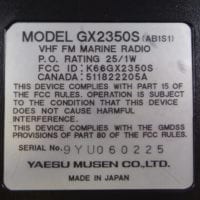 MODEL GX2350S (AB1S1)
VHF FM MARINE RADIO
P.O. RATING 25/1W
FCC ID : K66GX2350S
CANADA : 511822205A
THIS DEVICE COMPLIES WITH PART 15 OF
THE FCC RULES. OPERATION IS SUBJECT
TO THE CONDITION THAT THIS DEVICE
DOES NOT CAUSE HARMFUL INTERFERENCE.
THIS DEVICE COMPLIES WITH THE GMDSS
PROVISIONS OF PART 80 OF THE FCC RULES.
SERIAL No. 9YU060225
YAESU MUSEN CO.,LTD.
MADE IN JAPAN